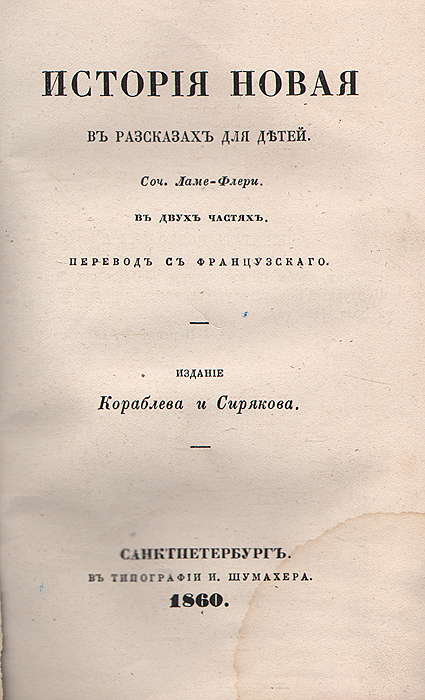 ИСТОРІЯ НОВАЯ
ВЪ РАЗСКАЗАХЪ ДЛЯ ДѢТЕЙ.
Соч. Ламе-Флери.
ВЪ ДВУХЪ ЧАСТЯХЪ.
ПЕРЕВОДЪ СЪ ФРАНЦУЗСКАГО.
ИЗДАНІЕ
Кораблева и Сирякова.
САНКТПЕТЕРБУРГЪ.
ВЪ ТИПОГРАФІИ И. ШУМАХЕРА.
1860.